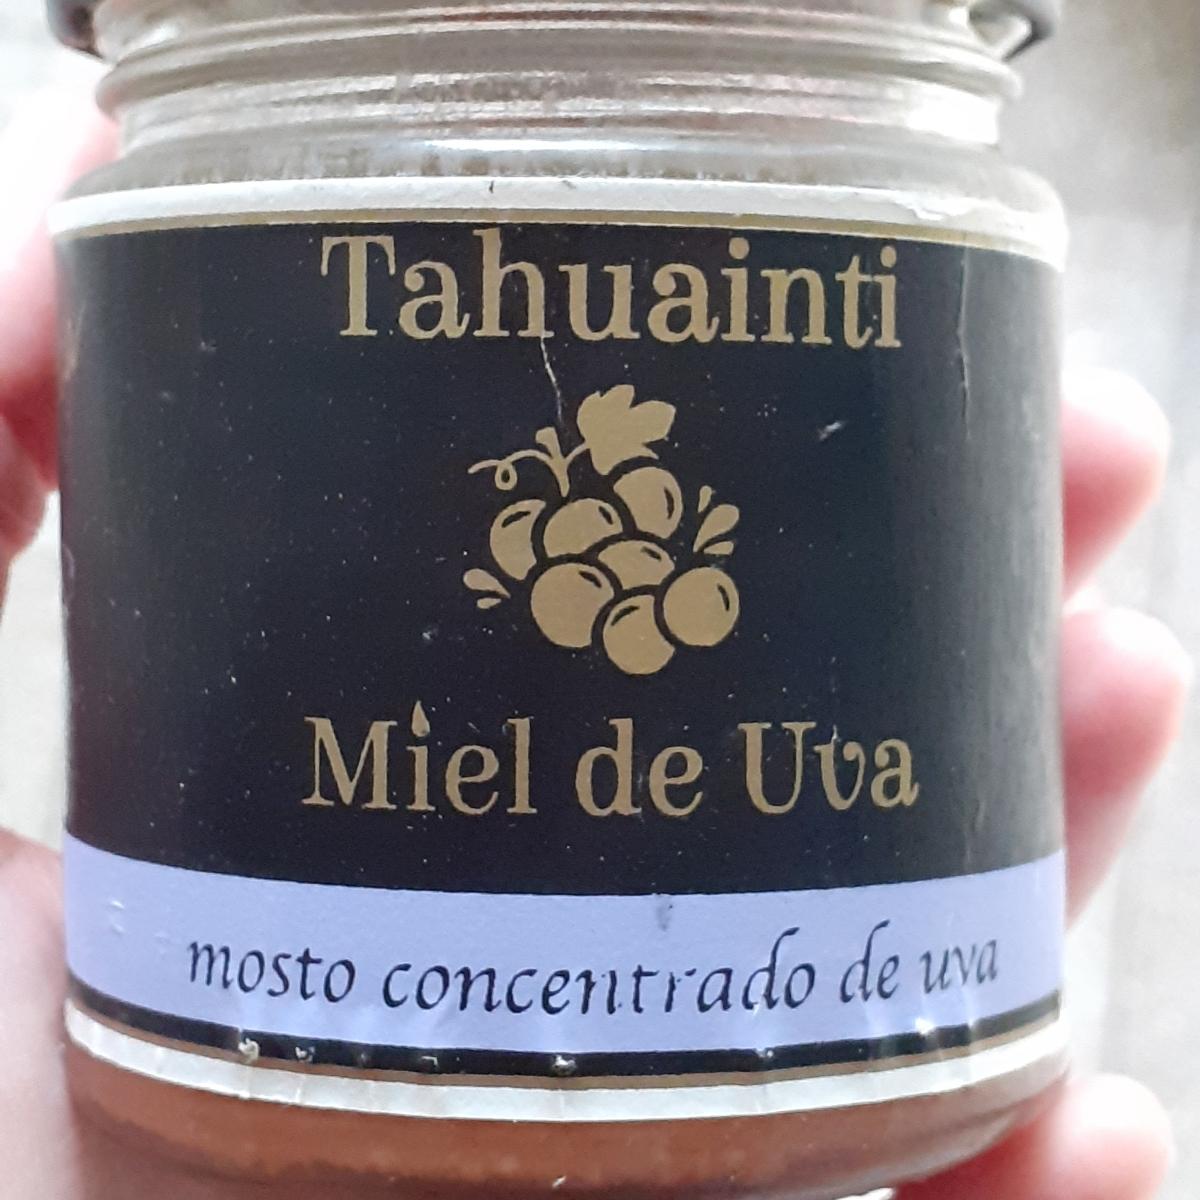 Tahuainti
Miel de Uva
mosto concentrado de uva